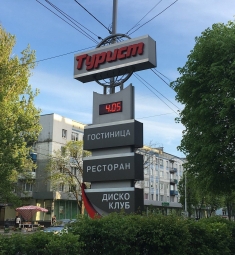 Турист
4:05
ГОСТИНИЦА
РЕСТОРАН
ДИСКО
КЛУБ